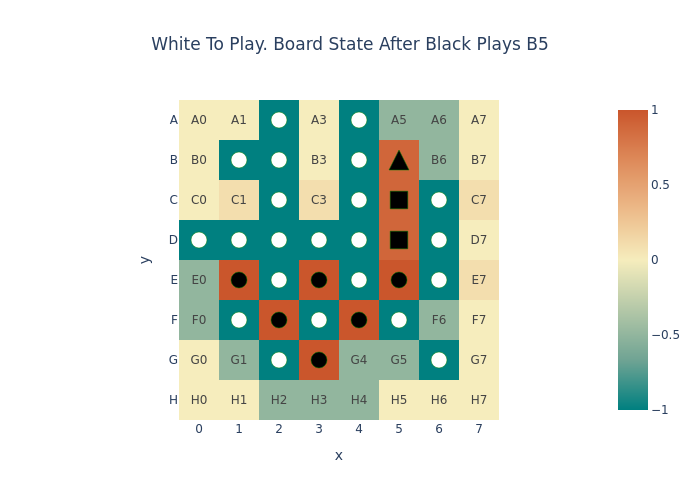 White To Play. Board State After Black Plays B5
A A0 A1 A3 A5 A6 A7
B B0 B3 B6 B7
C C0 C1 C3 C7
D D7
E E0 E7
F F0 F6 F7
G G0 G1 G4 G5 G7
H H0 H1 H2 H3 H4 H5 H6 H7
0 1 2 3 4 5 6 7
x
y
1
0.5
0
−0.5
−1